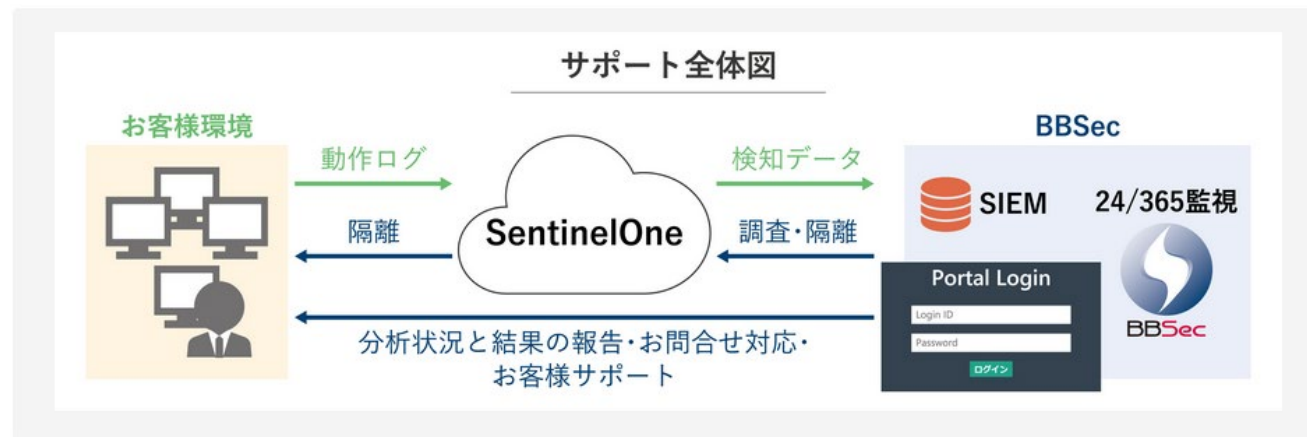 サポート全体図
お客様環境
BBSec
動作ログ
検知データ
SIEM
24/365監視
隔離
SentinelOne
調査・隔離
Portal Login
Login ID
Password
ログイン
BBSec
分析状況と結果の報告・お問合せ対応・
お客様サポート